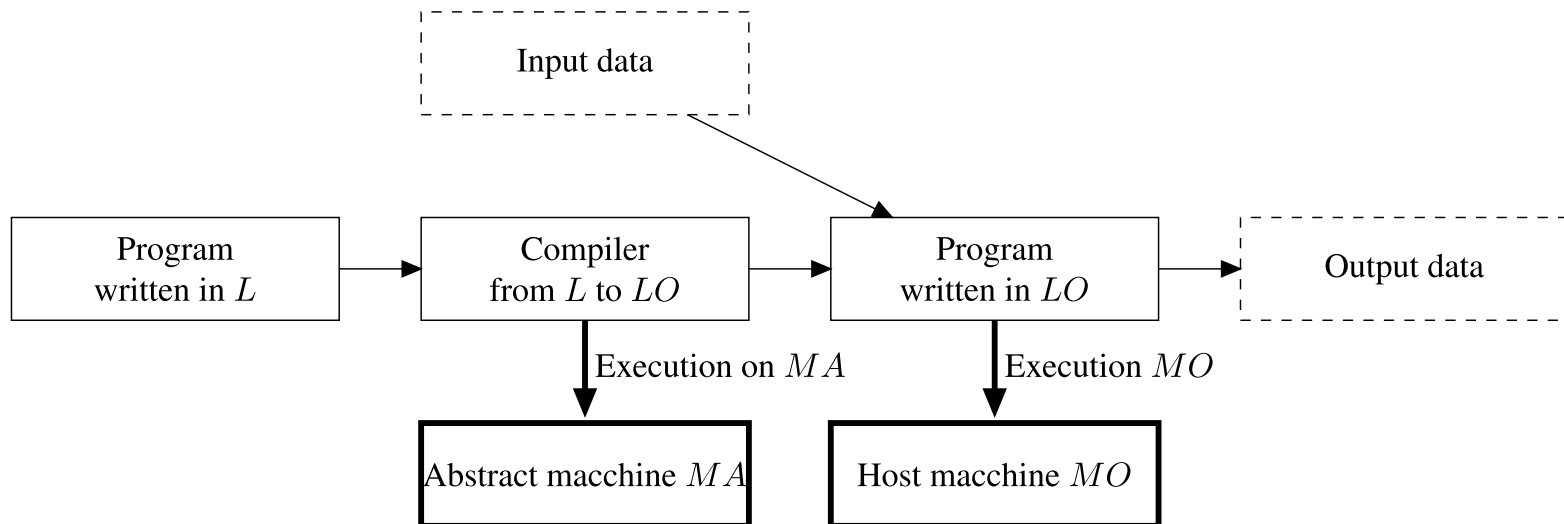 Input data
Program
written in L
Compiler
from L to LO
Program
written in LO
Output data
Execution on MA
Execution MO
Abstract macchine MA
Host macchine MO